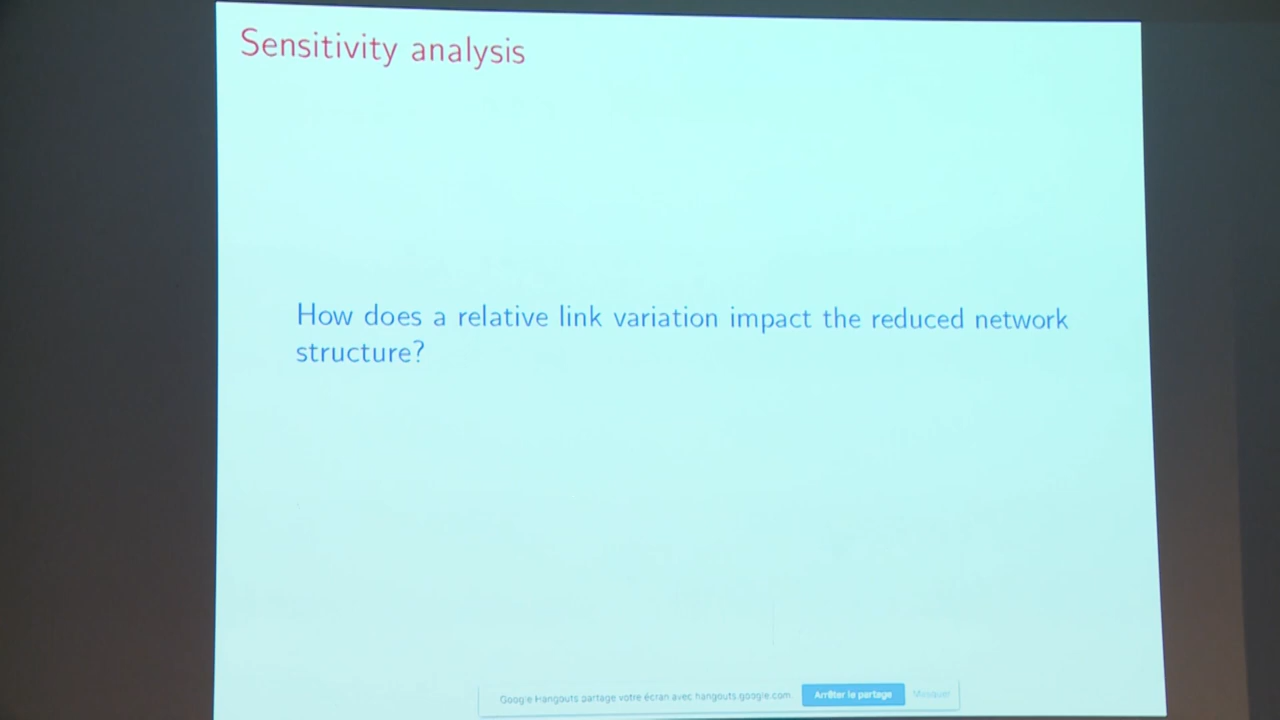 Sensitivity analysis
How does a relative link variation impact the reduced network
structure?
Google Hangouts partage votre écran avec hangouts.google.com
Arrêter le partage
Masquer